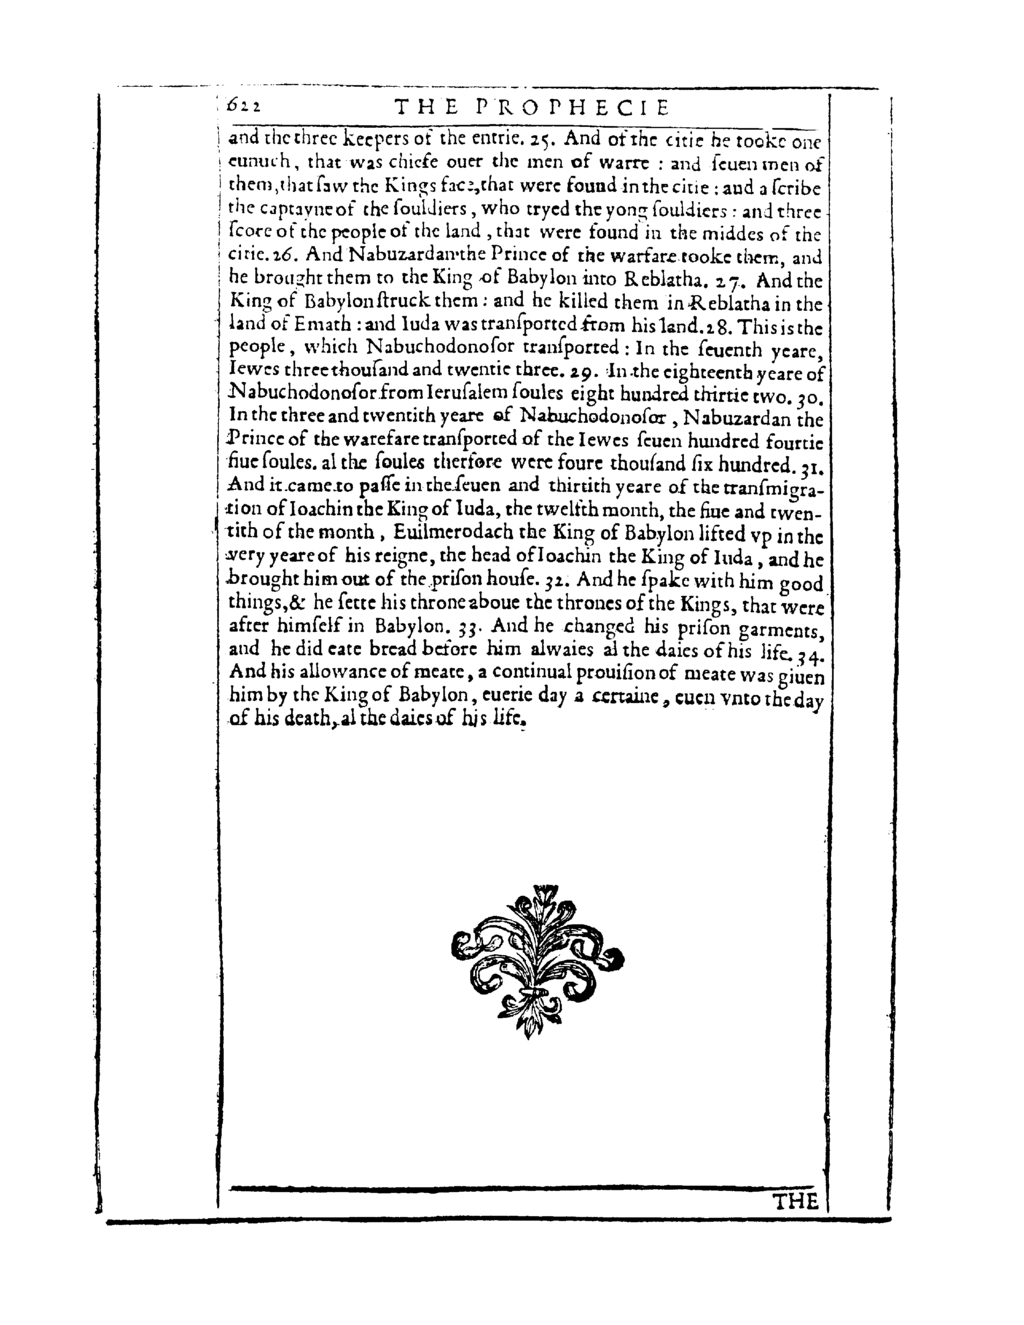 622 THE PROPHECIE
and the three keepers of the entrie. 25. And of the citie he tooke one
eunuch, that was chiefe ouer the men of warre : and ſeuen men of
them,that ſaw the Kings face,that were found in the citie : and a ſcribe
the captayne of the ſouldiers , who tryed the yong ſouldiers : and three
ſcore of the people of the land , that were found in the middes of the
citie. 26. And Nabuzardan the Prince of the warfare tooke them, and
he brought them to the King of Babylon into Reblatha. 27. And the
King of Babylon ſtruck them : and he killed them in Reblatha in the
land of Emath : and Iuda was tranſported from his land. 28. This is the
people, which Nabuchodonoſor tranſported : In the ſeuenth yeare,
Iewes three thouſand and twentie three. 29. In the eighteenth yeare of
Nabuchodonoſor from Ieruſalem ſoules eight hundred thirtie two. 30.
In the three and twentith yeare of Nabuchodonoſor , Nabuzardan the
Prince of the warefare tranſported of the Iewes ſeuen hundred fourtie
fiue ſoules. al the ſoules therfore were foure thouſand ſix hundred. 31.
And it came to paſſe in the ſeuen and thirtith yeare of the tranſmigra-
tion of Ioachin the King of Iuda, the twelfth month, the fiue and twen-
tith of the month , Euilmerodach the King of Babylon lifted vp in the
very yeare of his reigne, the head of Ioachin the King of Iuda , and he
brought him out of the priſon houſe. 32. And he ſpake with him good
things,& he ſette his throne aboue the thrones of the Kings, that were
after himſelf in Babylon. 33. And he changed his priſon garments,
and he did eate bread before him alwaies al the daies of his life. 34.
And his allowance of meate, a continual prouiſion of meate was giuen
him by the King of Babylon, euerie day a certaine , euen vnto the day
of his death, al the daies of his life.
THE